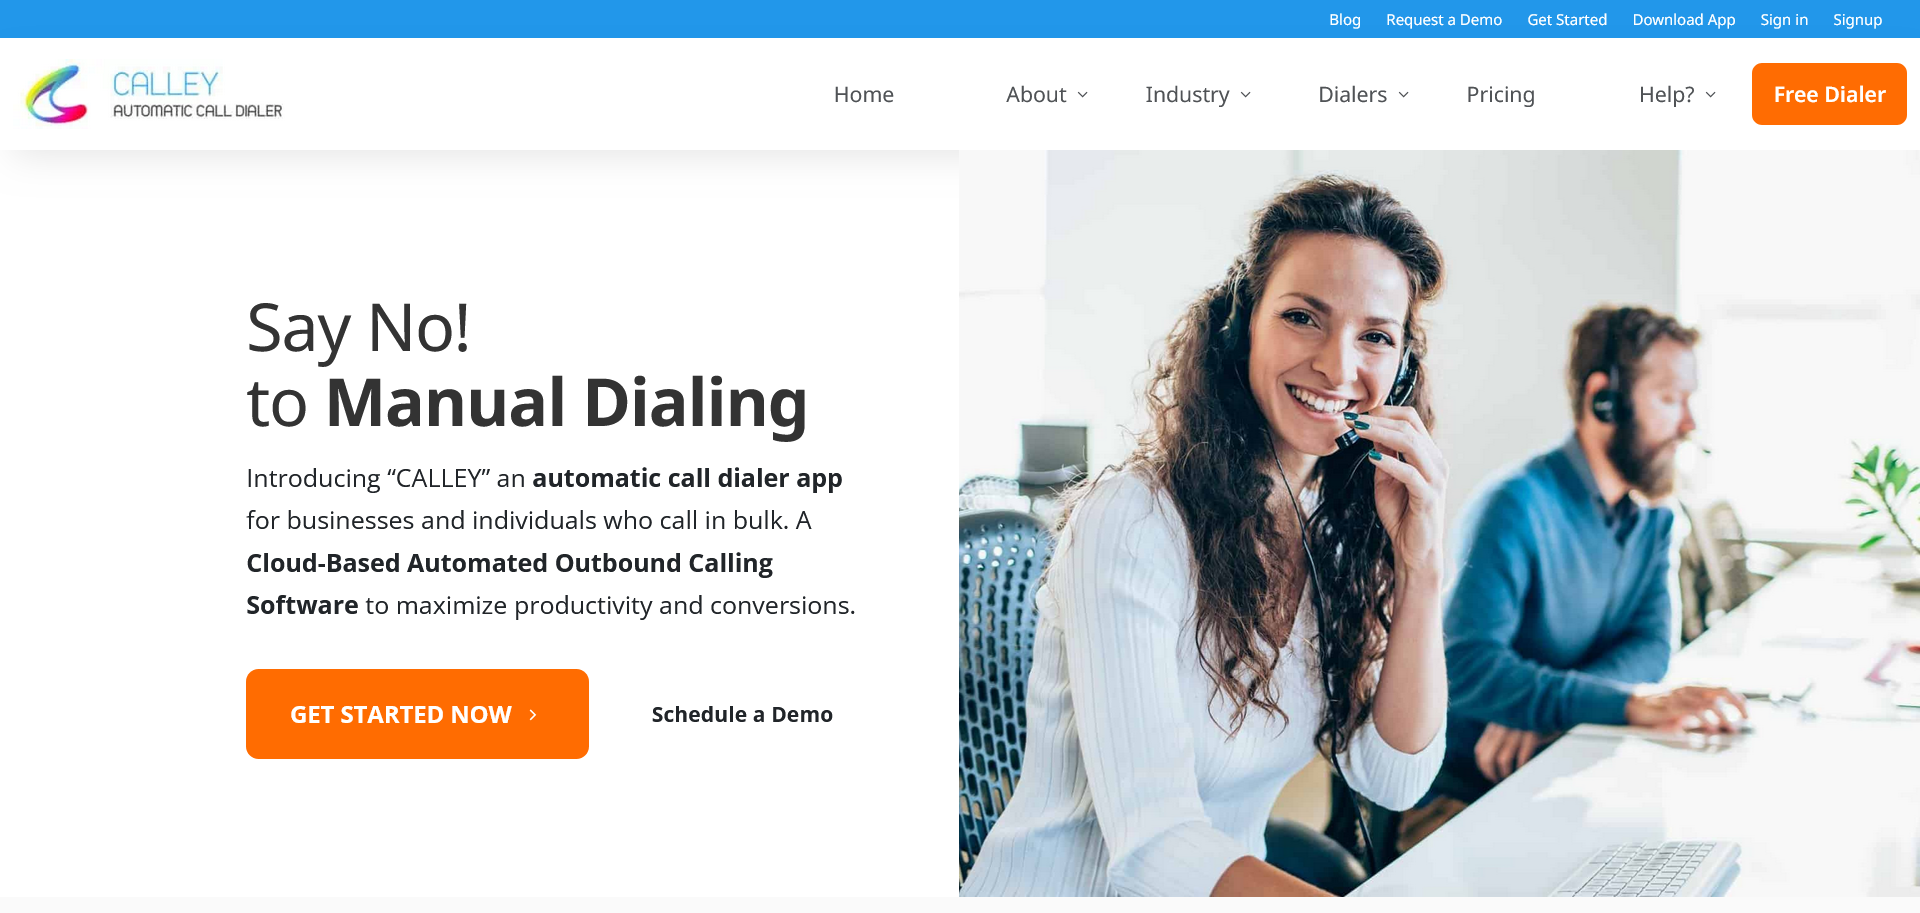 Blog Request a Demo Get Started Download App Sign in Signup
CALLEY
AUTOMATIC CALL DIALER
Home About Industry Dialers Pricing Help? Free Dialer
Say No!
to Manual Dialing
Introducing “CALLEY” an automatic call dialer app
for businesses and individuals who call in bulk. A
Cloud-Based Automated Outbound Calling
Software to maximize productivity and conversions.
GET STARTED NOW Schedule a Demo